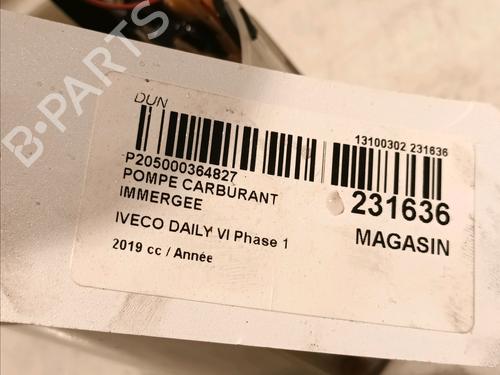 DUN
13100302 231636
P205000364827
POMPE CARBURANT
IMMERGEE
231636
IVECO DAILY VI Phase 1
MAGASIN
2019 cc / Année
B-PARTS